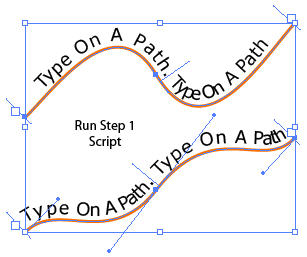 Type On A Path. Type On A Path
Run Step 1
Script
Type On A Path. Type On A Path.